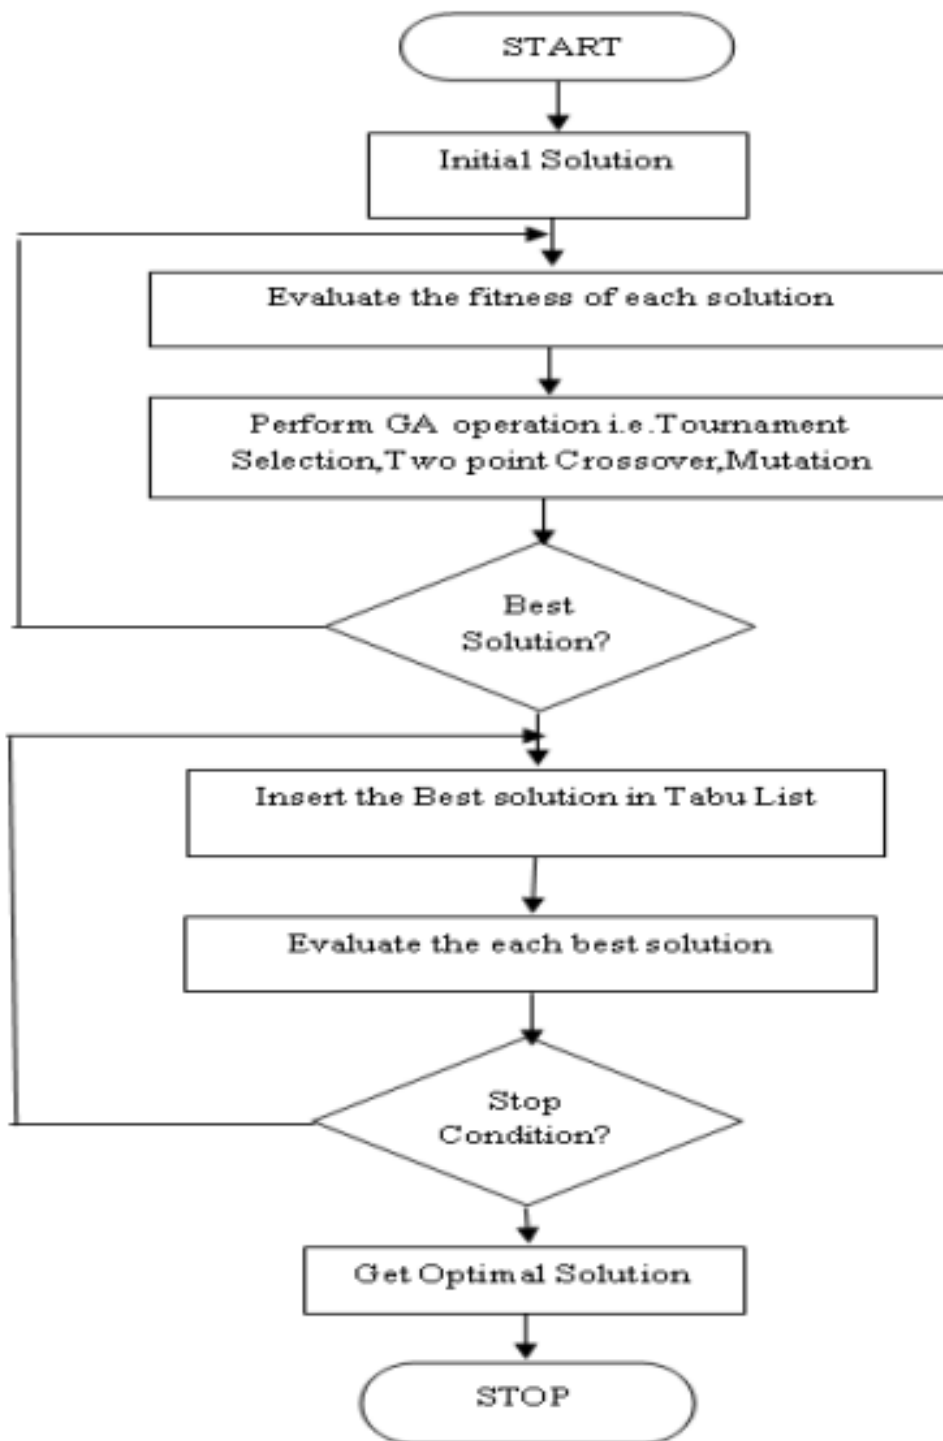 START
Initial Solution
Evaluate the fitness of each solution
Perform GA operation i.e.Tournament
Selection,Two point Crossover,Mutation
Best
Solution?
Insert the Best solution in Tabu List
Evaluate the each best solution
Stop
Condition?
Get Optimal Solution
STOP